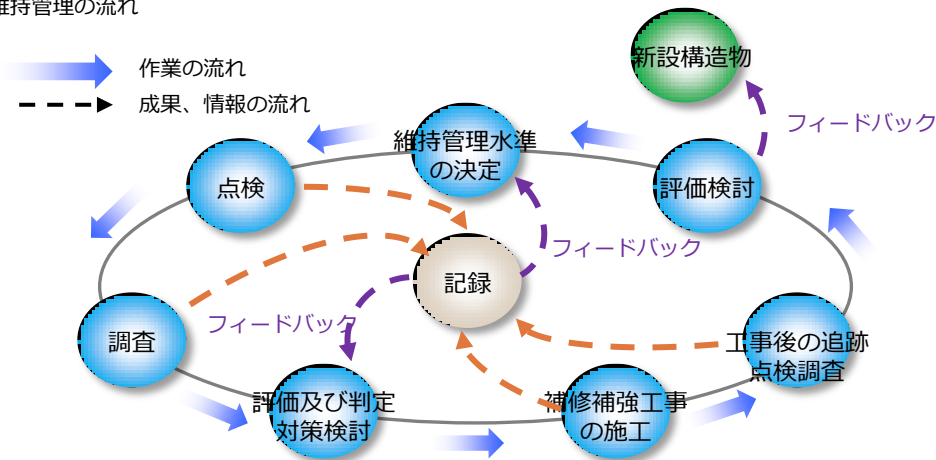 維持管理の流れ
作業の流れ
成果、情報の流れ
新設構造物
フィードバック
維持管理水準
の決定
点検
評価検討
フィードバック
記録
フィードバック
調査
工事後の追跡
点検調査
評価及び判定
対策検討
補修補強工事
の施工